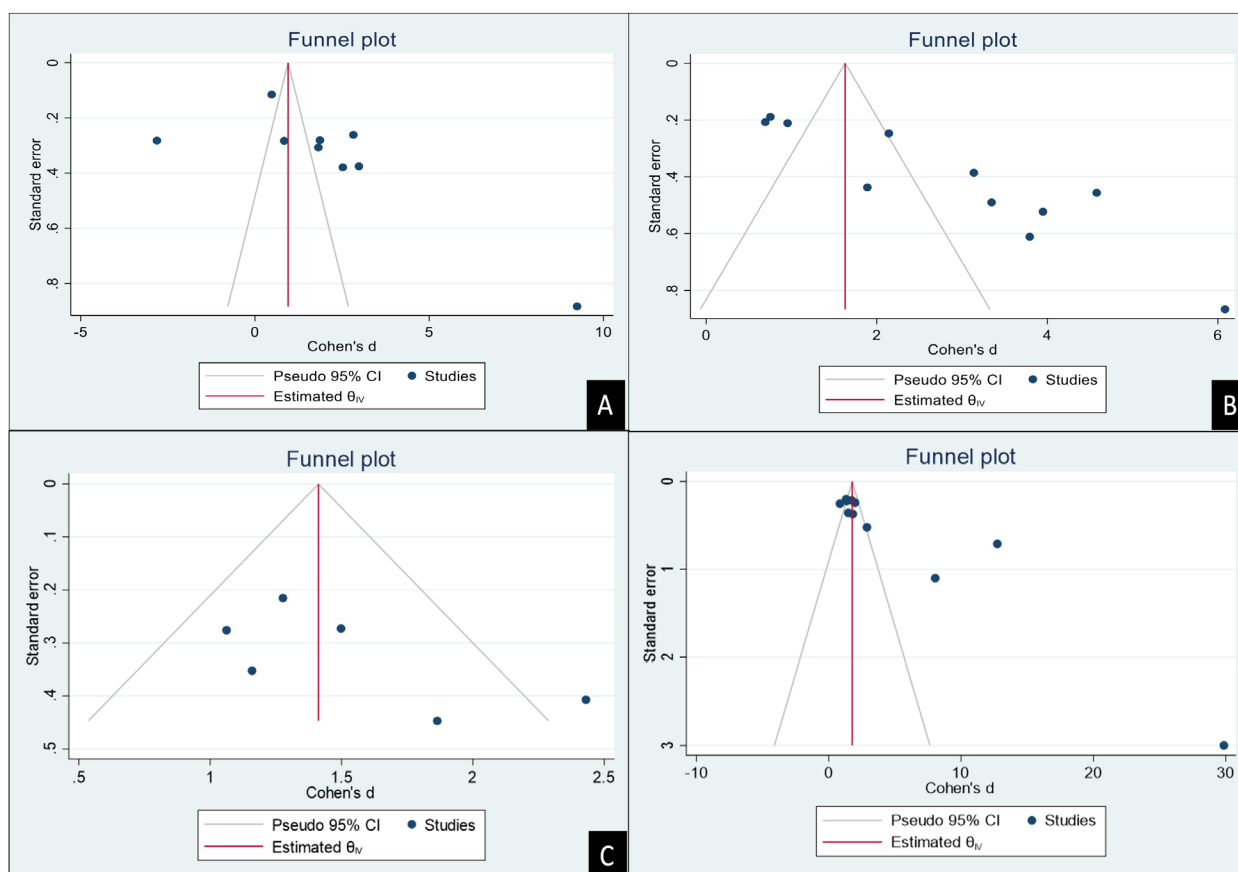 Funnel plot
Standard error
0
.2
.4
.6
.8
-5 0 5 10
Cohen's d
Pseudo 95% CI Studies
Estimated θIV
A
Funnel plot
Standard error
0
.2
.4
.6
.8
0 2 4 6
Cohen's d
Pseudo 95% CI Studies
Estimated θIV
B
Funnel plot
Standard error
0
.1
.2
.3
.4
.5
.5 1 1.5 2 2.5
Cohen's d
Pseudo 95% CI Studies
Estimated θIV
C
Funnel plot
Standard error
0
1
2
3
-10 0 10 20 30
Cohen's d
Pseudo 95% CI Studies
Estimated θIV